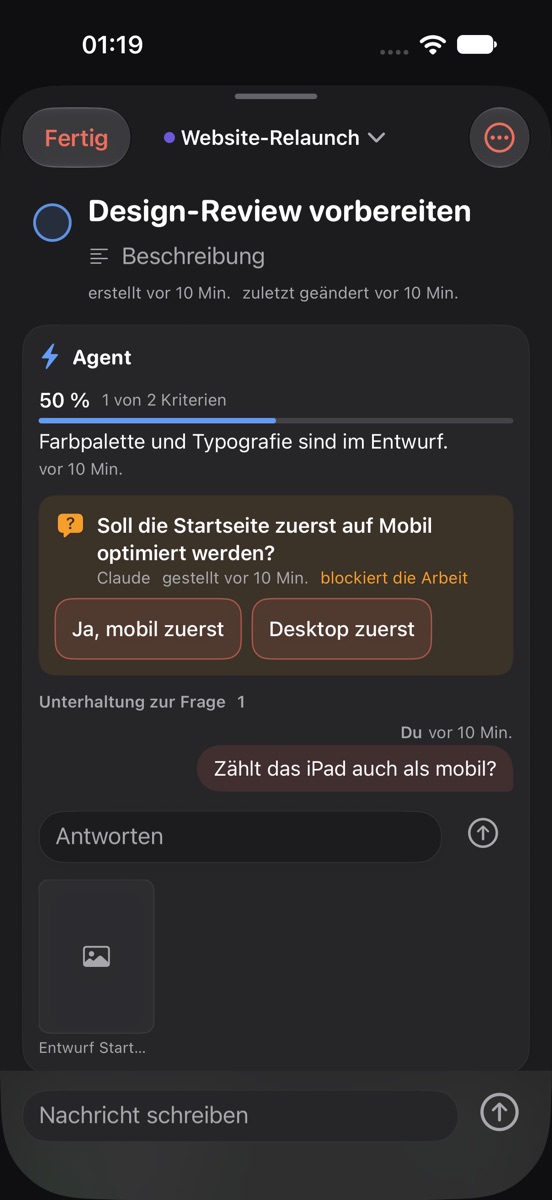 01:19
Fertig
Website-Relaunch
Design-Review vorbereiten
Beschreibung
erstellt vor 10 Min. zuletzt geändert vor 10 Min.
Agent
50 % 1 von 2 Kriterien
Farbpalette und Typografie sind im Entwurf.
vor 10 Min.
?
Soll die Startseite zuerst auf Mobil
optimiert werden?
Claude gestellt vor 10 Min. blockiert die Arbeit
Ja, mobil zuerst
Desktop zuerst
Unterhaltung zur Frage 1
Du vor 10 Min.
Zählt das iPad auch als mobil?
Antworten
Entwurf Start…
Nachricht schreiben